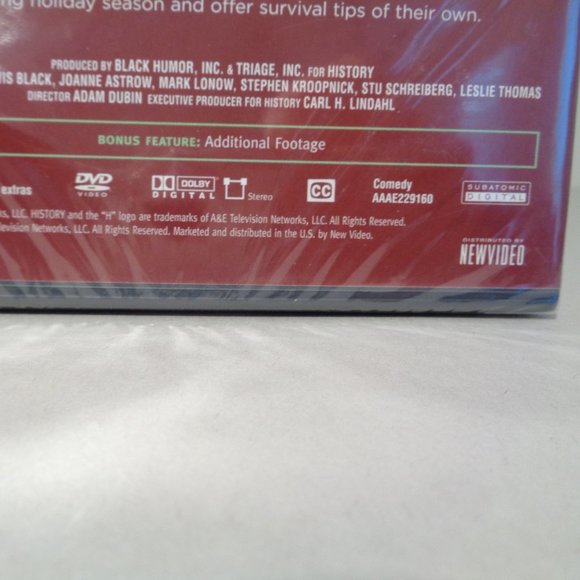 holiday season and offer survival tips of their own.
PRODUCED BY BLACK HUMOR, INC. & TRIAGE, INC. FOR HISTORY
BLACK, JOANNE ASTROW, MARK LONOW, STEPHEN KROOPNICK, STU SCHREIBERG, LESLIE THOMAS
DIRECTOR ADAM DUBIN EXECUTIVE PRODUCER FOR HISTORY CARL H. LINDAHL
BONUS FEATURE: Additional Footage
extras
DVD
VIDEO
DOLBY
DIGITAL
Stereo
CC
Comedy
AAAE229160
SUBATOMIC
DIGITAL
LLC. HISTORY and the "H" logo are trademarks of A&E Television Networks, LLC. All Rights Reserved.
Networks, LLC. All Rights Reserved. Marketed and distributed in the U.S. by New Video.
DISTRIBUTED BY
NEWVIDEO